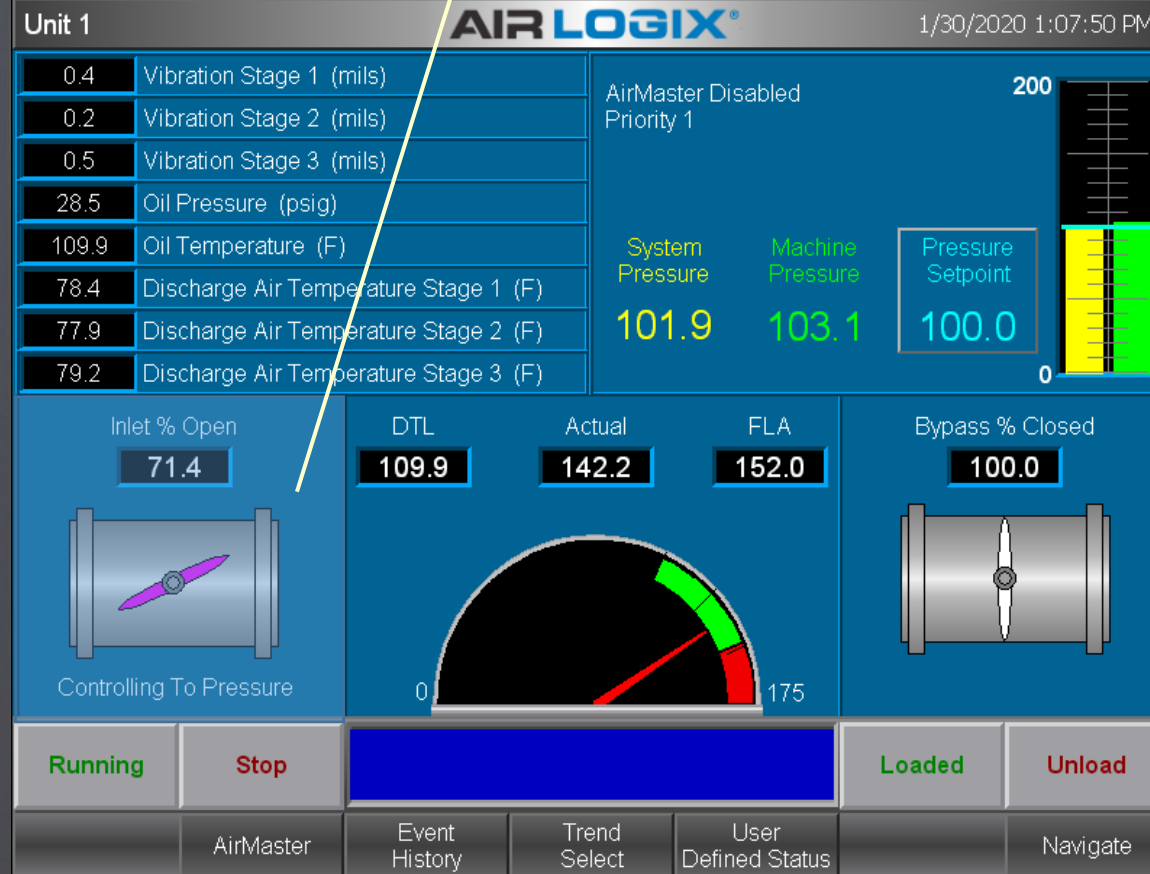 Unit 1
AIR LOGIX®
1/30/2020 1:07:50 PM
0.4 Vibration Stage 1 (mils)
0.2 Vibration Stage 2 (mils)
0.5 Vibration Stage 3 (mils)
28.5 Oil Pressure (psig)
109.9 Oil Temperature (F)
78.4 Discharge Air Temperature Stage 1 (F)
77.9 Discharge Air Temperature Stage 2 (F)
79.2 Discharge Air Temperature Stage 3 (F)
AirMaster Disabled
Priority 1
System
Pressure
101.9
Machine
Pressure
103.1
Pressure
Setpoint
100.0
200
0
Inlet % Open
71.4
Controlling To Pressure
DTL
109.9
Actual
142.2
FLA
152.0
0
175
Bypass % Closed
100.0
Running
Stop
Loaded
Unload
AirMaster
Event
History
Trend
Select
User
Defined Status
Navigate